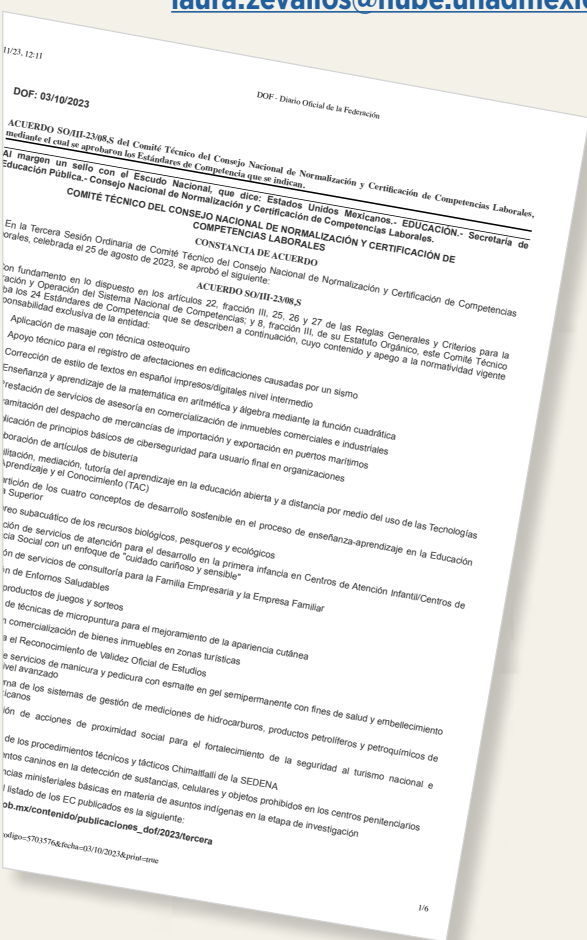 laura.zevallos@nube.unadmexic
11/23, 12:11
DOF - Diario Oficial de la Federación
DOF: 03/10/2023
ACUERDO SO/III-23/08,S del Comité Técnico del Consejo Nacional de Normalización y Certificación de Competencias Laborales,
mediante el cual se aprobaron los Estándares de Competencia que se indican.
Al margen un sello con el Escudo Nacional, que dice: Estados Unidos Mexicanos.- EDUCACIÓN.- Secretaría de
Educación Pública.- Consejo Nacional de Normalización y Certificación de Competencias Laborales.
COMITÉ TÉCNICO DEL CONSEJO NACIONAL DE NORMALIZACIÓN Y CERTIFICACIÓN DE
COMPETENCIAS LABORALES
CONSTANCIA DE ACUERDO
En la Tercera Sesión Ordinaria de Comité Técnico del Consejo Nacional de Normalización y Certificación de Competencias
orales, celebrada el 25 de agosto de 2023, se aprobó el siguiente:
ACUERDO SO/III-23/08,S
Con fundamento en lo dispuesto en los artículos 22, fracción III, 25, 26 y 27 de las Reglas Generales y Criterios para la
ración y Operación del Sistema Nacional de Competencias; y 8, fracción III, de su Estatuto Orgánico, este Comité Técnico
ba los 24 Estándares de Competencia que se describen a continuación, cuyo contenido y apego a la normatividad vigente
ponsabilidad exclusiva de la entidad:
Aplicación de masaje con técnica osteoquiro
Apoyo técnico para el registro de afectaciones en edificaciones causadas por un sismo
Corrección de estilo de textos en español impresos/digitales nivel intermedio
Enseñanza y aprendizaje de la matemática en aritmética y álgebra mediante la función cuadrática
Prestación de servicios de asesoría en comercialización de inmuebles comerciales e industriales
ramitación del despacho de mercancías de importación y exportación en puertos marítimos
licación de principios básicos de ciberseguridad para usuario final en organizaciones
boración de artículos de bisutería
ilitación, mediación, tutoría del aprendizaje en la educación abierta y a distancia por medio del uso de las Tecnologías
Aprendizaje y el Conocimiento (TAC)
artición de los cuatro conceptos de desarrollo sostenible en el proceso de enseñanza-aprendizaje en la Educación
a Superior
reo subacuático de los recursos biológicos, pesqueros y ecológicos
ción de servicios de atención para el desarrollo en la primera infancia en Centros de Atención Infantil/Centros de
cia Social con un enfoque de "cuidado cariñoso y sensible"
ón de servicios de consultoría para la Familia Empresaria y la Empresa Familiar
n de Entornos Saludables
productos de juegos y sorteos
de técnicas de micropuntura para el mejoramiento de la apariencia cutánea
n comercialización de bienes inmuebles en zonas turísticas
a el Reconocimiento de Validez Oficial de Estudios
e servicios de manicura y pedicura con esmalte en gel semipermanente con fines de salud y embellecimiento
ivel avanzado
rna de los sistemas de gestión de mediciones de hidrocarburos, productos petrolíferos y petroquímicos de
icanos
ión de acciones de proximidad social para el fortalecimiento de la seguridad al turismo nacional e
de los procedimientos técnicos y tácticos Chimaltlalli de la SEDENA
entos caninos en la detección de sustancias, celulares y objetos prohibidos en los centros penitenciarios
ncias ministeriales básicas en materia de asuntos indígenas en la etapa de investigación
l listado de los EC publicados es la siguiente:
ob.mx/contenido/publicaciones_dof/2023/tercera
odigo=5703576&fecha=03/10/2023&print=true
1/6